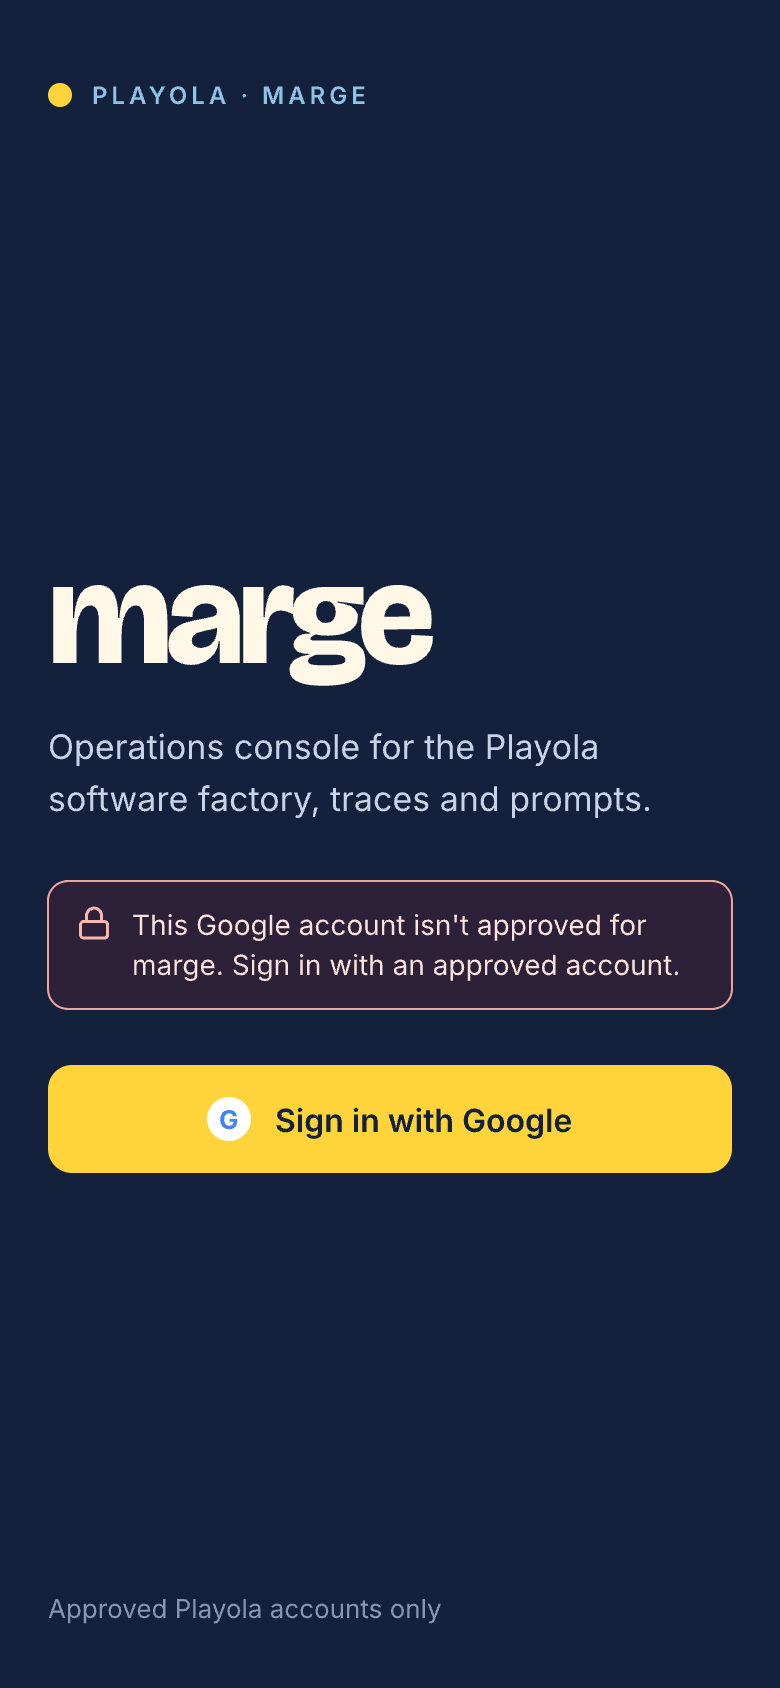 PLAYOLA · MARGE
marge
Operations console for the Playola
software factory, traces and prompts.
This Google account isn't approved for
marge. Sign in with an approved account.
G Sign in with Google
Approved Playola accounts only